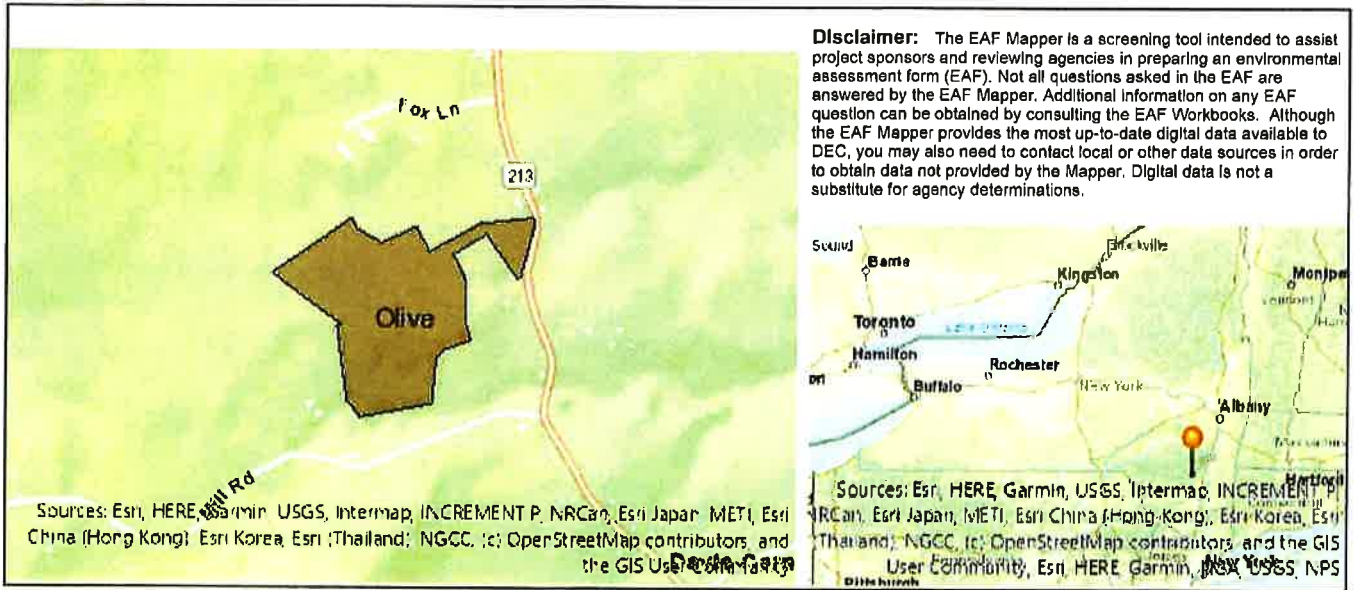 Disclaimer: The EAF Mapper is a screening tool intended to assist
project sponsors and reviewing agencies in preparing an environmental
assessment form (EAF). Not all questions asked in the EAF are
answered by the EAF Mapper. Additional information on any EAF
question can be obtained by consulting the EAF Workbooks. Although
the EAF Mapper provides the most up-to-date digital data available to
DEC, you may also need to contact local or other data sources in order
to obtain data not provided by the Mapper. Digital data is not a
substitute for agency determinations.
Fox Ln
213
Olive
Mill Rd
Sources: Esri, HERE, Garmin, USGS, Intermap, INCREMENT P, NRCan, Esri Japan, METI, Esri
China (Hong Kong), Esri Korea, Esri (Thailand), NGCC, (c) OpenStreetMap contributors, and
the GIS User Community
Sound
Barrie
Kingston
Toronto
Hamilton
Rochester
Buffalo
New York
Albany
Vermont
Hartford
Sources: Esri, HERE, Garmin, USGS, Intermap, INCREMENT P,
NRCan, Esri Japan, METI, Esri China (Hong Kong), Esri Korea, Esri
(Thailand), NGCC, (c) OpenStreetMap contributors, and the GIS
User Community, Esri, HERE, Garmin, USGS, NPS
New York
Pittsburgh